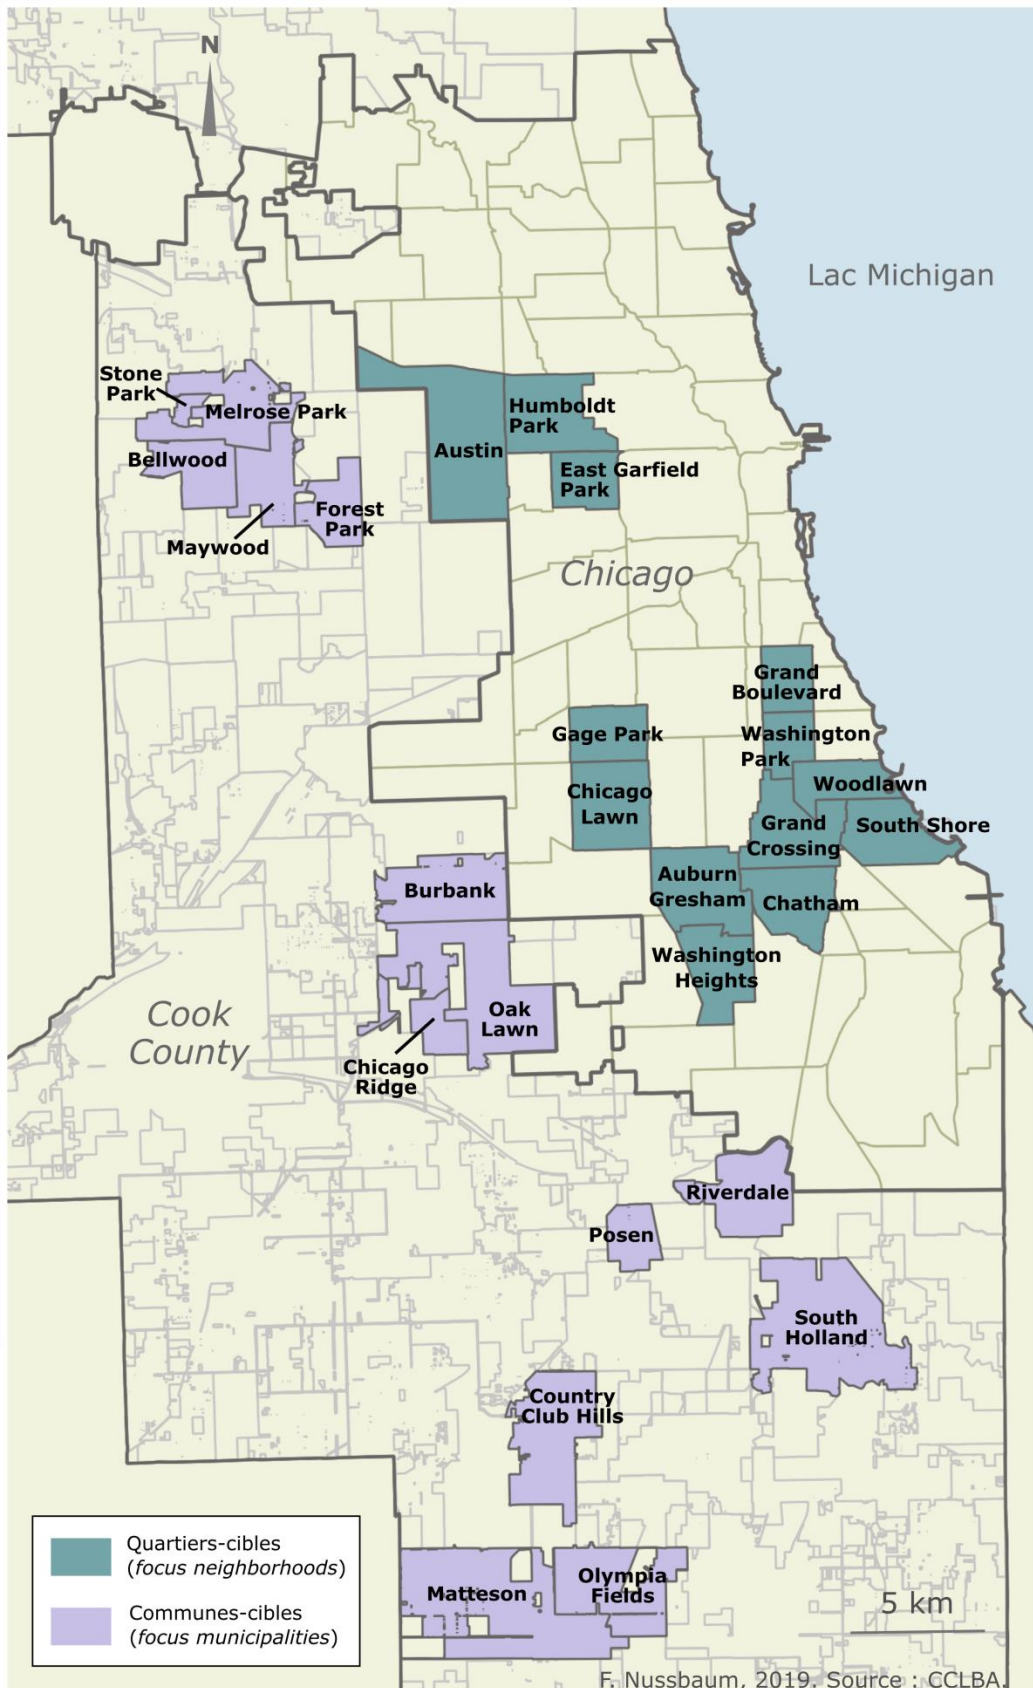 N
Lac Michigan
Stone
Park
Melrose Park
Humboldt
Park
Austin
Bellwood
East Garfield
Park
Forest
Park
Maywood
Chicago
Grand
Boulevard
Gage Park
Washington
Park
Woodlawn
Chicago
Lawn
Grand
Crossing
South Shore
Auburn
Gresham
Chatham
Burbank
Washington
Heights
Oak
Lawn
Cook
County
Chicago
Ridge
Riverdale
Posen
South
Holland
Country
Club Hills
Quartiers-cibles
(focus neighborhoods)
Communes-cibles
(focus municipalities)
Matteson
Olympia
Fields
5 km
F. Nussbaum, 2019. Source : CCLBA.